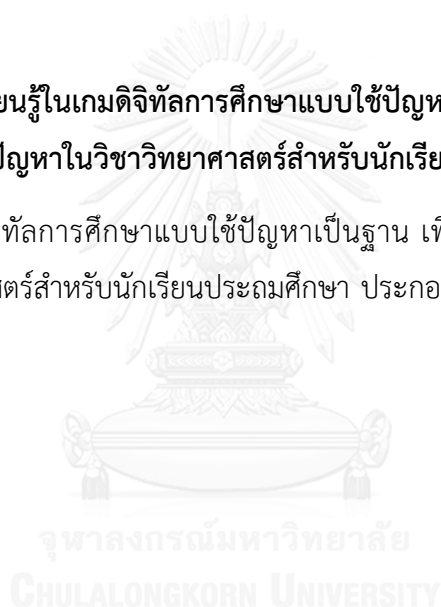 ยนรู้ในเกมดิจิทัลการศึกษาแบบใช้ปัญห
ปัญหาในวิชาวิทยาศาสตร์สำหรับนักเรีย
ทัลการศึกษาแบบใช้ปัญหาเป็นฐาน เพิ
สตร์สำหรับนักเรียนประถมศึกษา ประกอ
จุฬาลงกรณ์มหาวิทยาลัย
CHULALONGKORN UNIVERSITY